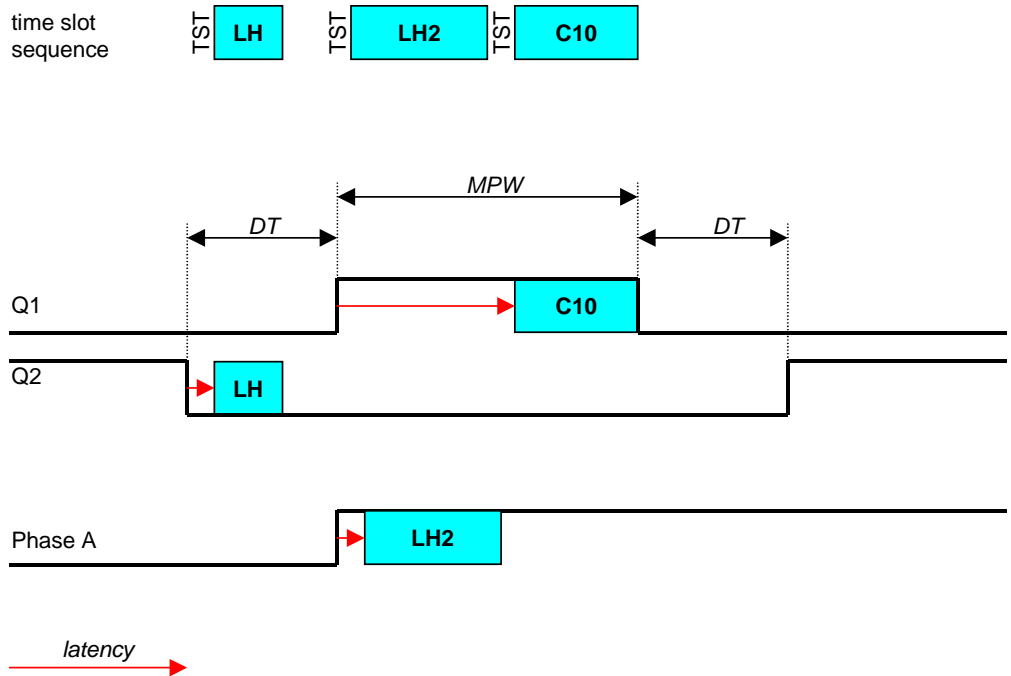 time slot
sequence
TST
LH
TST
LH2
TST
C10
MPW
DT
DT
Q1
C10
Q2
LH
Phase A
LH2
latency